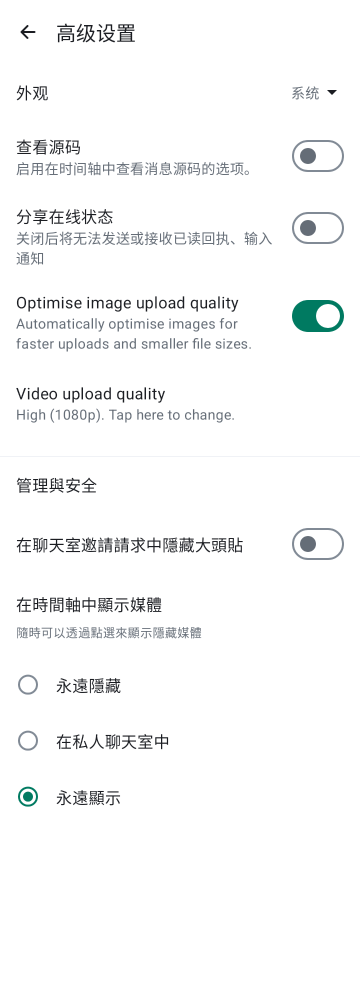 高级设置
外观
系统
查看源码
启用在时间轴中查看消息源码的选项。
分享在线状态
关闭后将无法发送或接收已读回执、输入
通知
Optimise image upload quality
Automatically optimise images for
faster uploads and smaller file sizes.
Video upload quality
High (1080p). Tap here to change.
管理與安全
在聊天室邀請請求中隱藏大頭貼
在時間軸中顯示媒體
隨時可以透過點選來顯示隱藏媒體
永遠隱藏
在私人聊天室中
永遠顯示